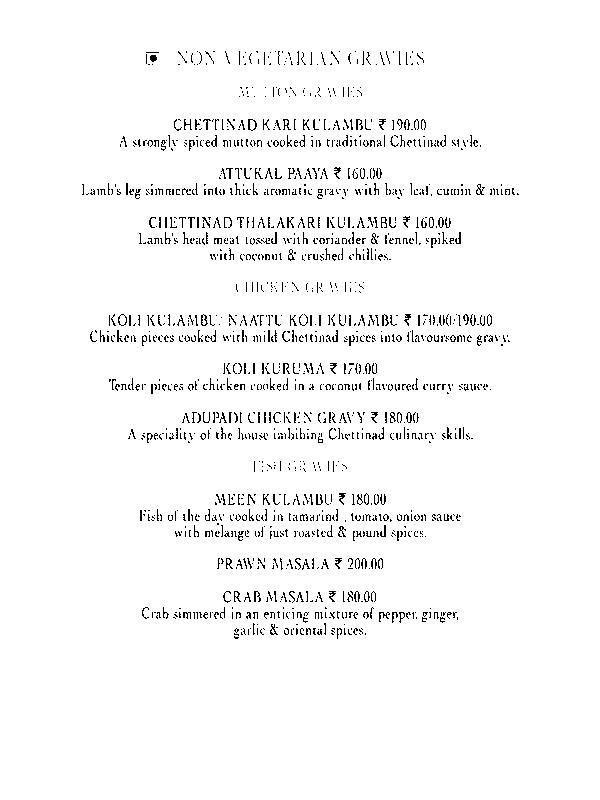 NON VEGETARIAN GRAVIES
MUTTON GRAVIES
CHETTINAD KARI KULAMBU ₹ 190.00
A strongly spiced mutton cooked in traditional Chettinad style.
ATTUKAL PAAYA ₹ 160.00
Lamb's leg simmered into thick aromatic gravy with bay leaf, cumin & mint.
CHETTINAD THALAKARI KULAMBU ₹ 160.00
Lamb's head meat tossed with coriander & fennel, spiked
with coconut & crushed chillies.
CHICKEN GRAVIES
KOLI KULAMBU/ NAATTU KOLI KULAMBU ₹ 170.00/190.00
Chicken pieces cooked with mild Chettinad spices into flavoursome gravy.
KOLI KURUMA ₹ 170.00
Tender pieces of chicken cooked in a coconut flavoured curry sauce.
ADUPADI CHICKEN GRAVY ₹ 180.00
A speciality of the house imbibing Chettinad culinary skills.
FISH GRAVIES
MEEN KULAMBU ₹ 180.00
Fish of the day cooked in tamarind , tomato, onion sauce
with melange of just roasted & pound spices.
PRAWN MASALA ₹ 200.00
CRAB MASALA ₹ 180.00
Crab simmered in an enticing mixture of pepper, ginger,
garlic & oriental spices.